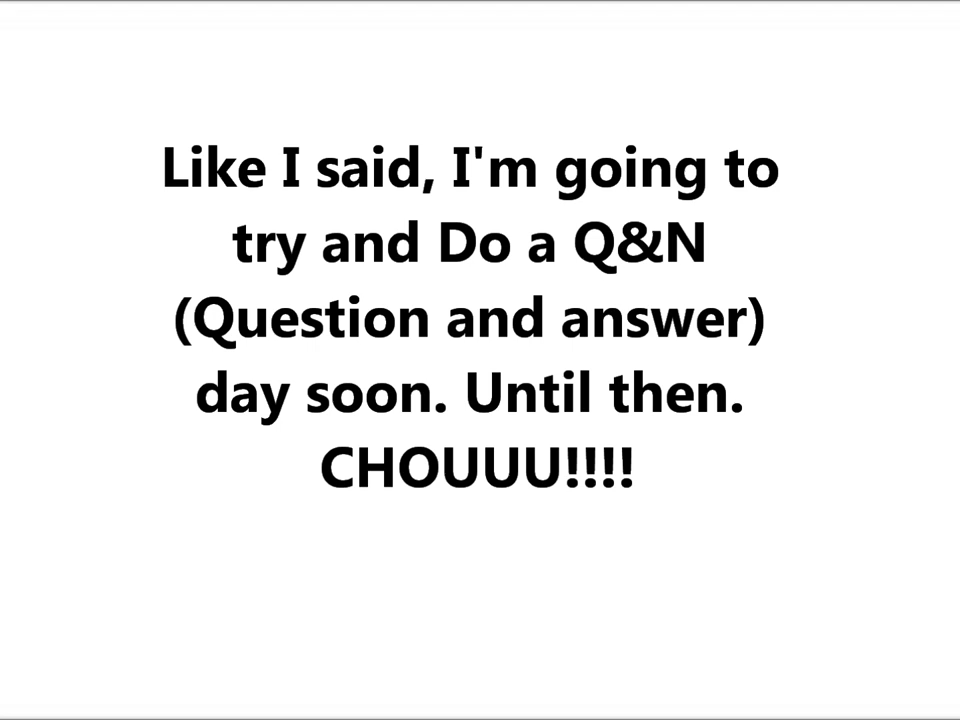 Like I said, I'm going to
try and Do a Q&N
(Question and answer)
day soon. Until then.
CHOUUU!!!!